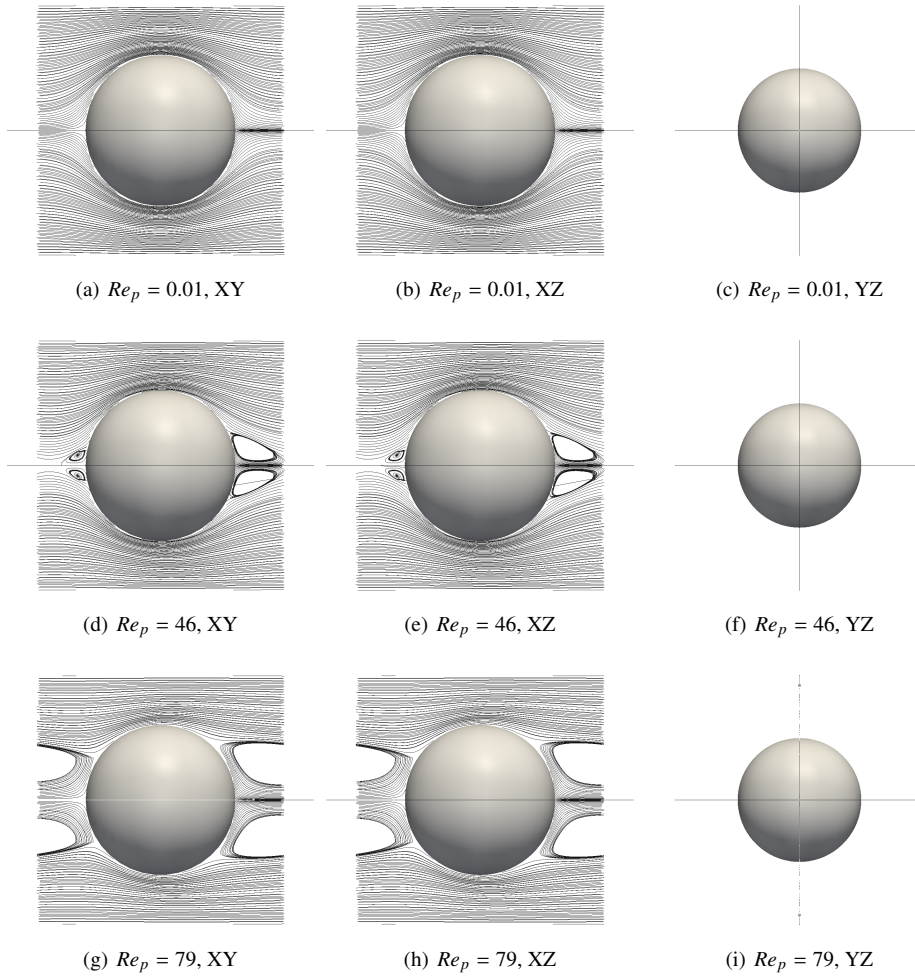 (a) Re_p = 0.01, XY
(b) Re_p = 0.01, XZ
(c) Re_p = 0.01, YZ
(d) Re_p = 46, XY
(e) Re_p = 46, XZ
(f) Re_p = 46, YZ
(g) Re_p = 79, XY
(h) Re_p = 79, XZ
(i) Re_p = 79, YZ